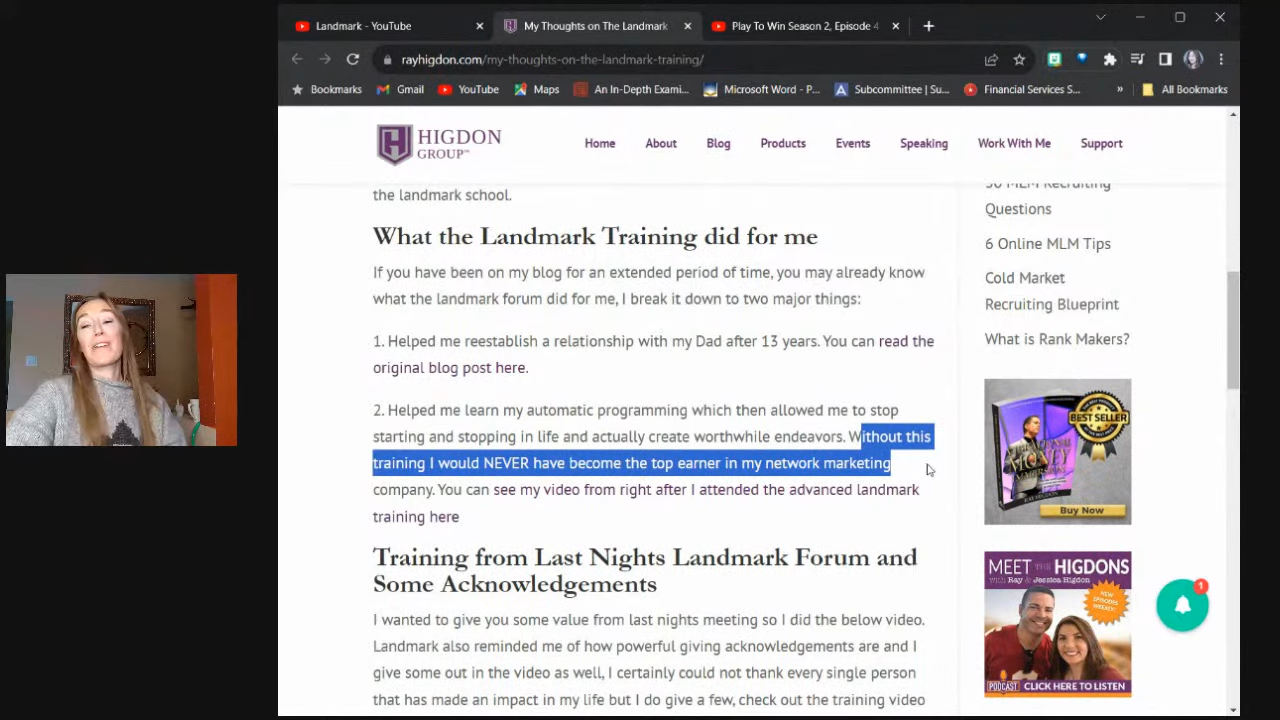 Landmark - YouTube
My Thoughts on The Landmark
Play To Win Season 2, Episode 4
rayhigdon.com/my-thoughts-on-the-landmark-training/
Bookmarks
Gmail
YouTube
Maps
An In-Depth Exami...
Microsoft Word - P...
Subcommittee | Su...
Financial Services S...
»
All Bookmarks
HIGDON
GROUP™
Home
About
Blog
Products
Events
Speaking
Work With Me
Support
the landmark school.
What the Landmark Training did for me
If you have been on my blog for an extended period of time, you may already know
what the landmark forum did for me, I break it down to two major things:
1. Helped me reestablish a relationship with my Dad after 13 years. You can read the
original blog post here.
2. Helped me learn my automatic programming which then allowed me to stop
starting and stopping in life and actually create worthwhile endeavors. Without this
training I would NEVER have become the top earner in my network marketing
company. You can see my video from right after I attended the advanced landmark
training here
Training from Last Nights Landmark Forum and
Some Acknowledgements
I wanted to give you some value from last nights meeting so I did the below video.
Landmark also reminded me of how powerful giving acknowledgements are and I
give some out in the video as well, I certainly could not thank every single person
that has made an impact in my life but I do give a few, check out the training video
MLM Recruiting
Questions
6 Online MLM Tips
Cold Market
Recruiting Blueprint
What is Rank Makers?
BEST SELLER
MONEY
Buy Now
MEET THE HIGDONS
with Ray & Jessica Higdon
NEW
EPISODES
WEEKLY!
PODCAST
CLICK HERE TO LISTEN
1